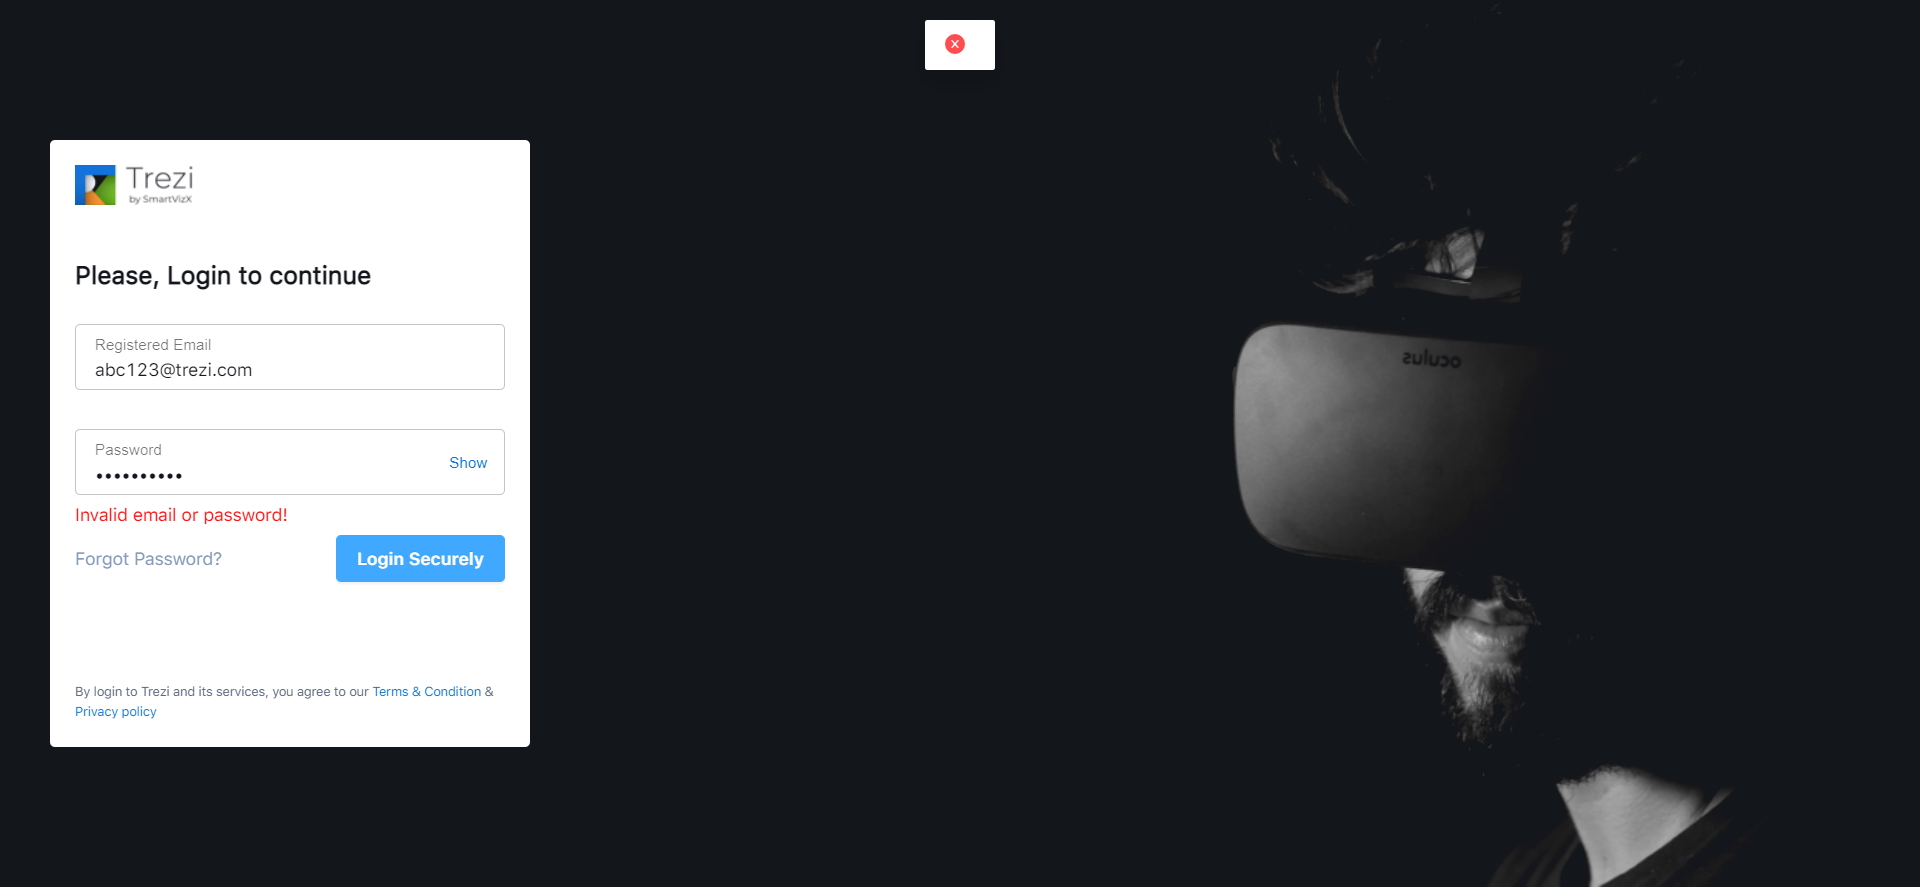 Trezi
by SmartVizX
Please, Login to continue
Registered Email
abc123@trezi.com
Password
••••••••••
Show
Invalid email or password!
Forgot Password?
Login Securely
By login to Trezi and its services, you agree to our Terms & Condition &
Privacy policy
oculus